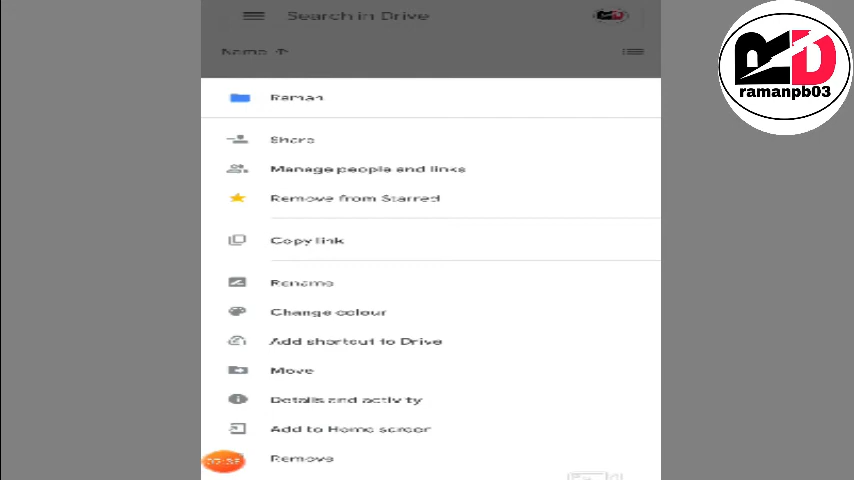 Search in Drive
Name
RD
ramanpb03
Raman
Share
Manage people and links
Remove from Starred
Copy link
Rename
Change colour
Add shortcut to Drive
Move
Details and activity
Add to Home screen
Remove